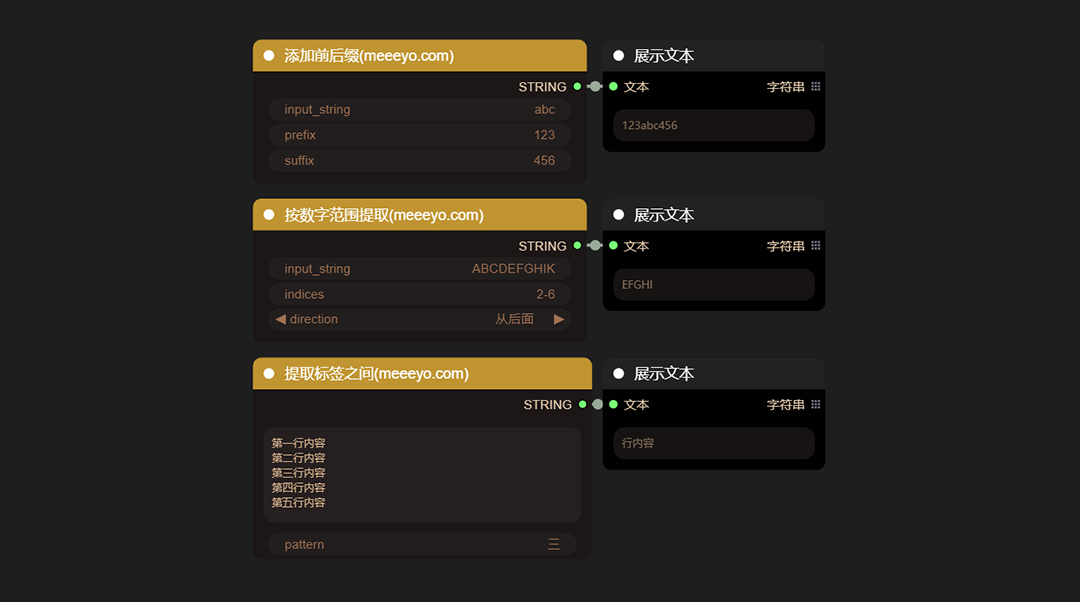 添加前后缀(meeeyo.com)
STRING
input_string abc
prefix 123
suffix 456
展示文本
文本 字符串
123abc456
按数字范围提取(meeeyo.com)
STRING
input_string ABCDEFGHIK
indices 2-6
direction 从后面
展示文本
文本 字符串
EFGHI
提取标签之间(meeeyo.com)
STRING
第一行内容
第二行内容
第三行内容
第四行内容
第五行内容
pattern 三
展示文本
文本 字符串
行内容